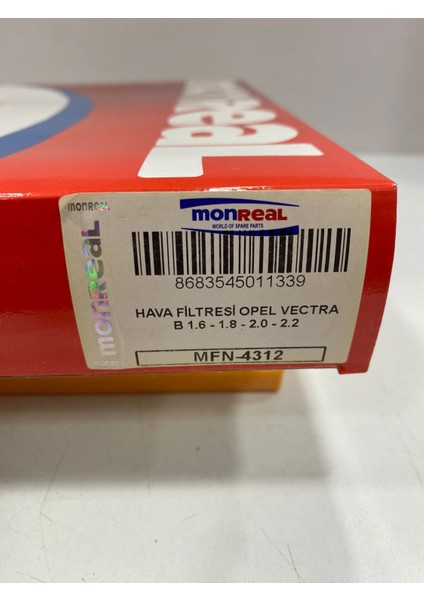 monreal
monreal
WORLD OF SPARE PARTS
8683545011339
HAVA FİLTRESİ OPEL VECTRA
B 1.6 - 1.8 - 2.0 - 2.2
MFN-4312
monreal